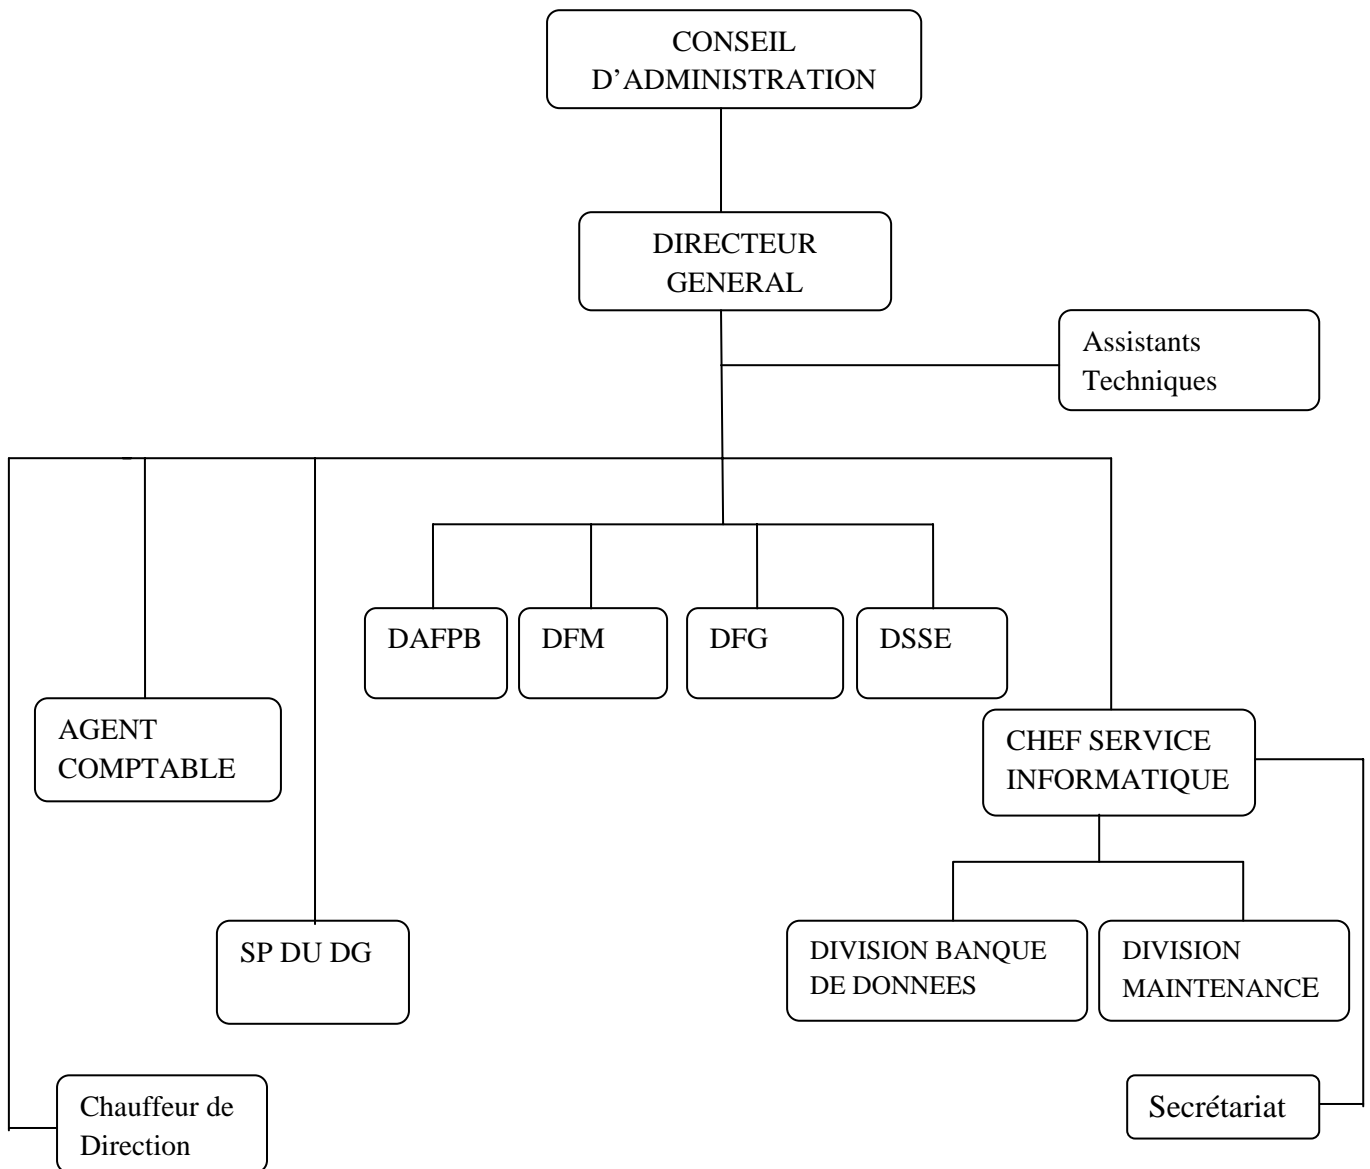 CONSEIL
D’ADMINISTRATION
DIRECTEUR
GENERAL
Assistants
Techniques
DAFPB
DFM
DFG
DSSE
AGENT
COMPTABLE
CHEF SERVICE
INFORMATIQUE
SP DU DG
DIVISION BANQUE
DE DONNEES
DIVISION
MAINTENANCE
Chauffeur de
Direction
Secrétariat